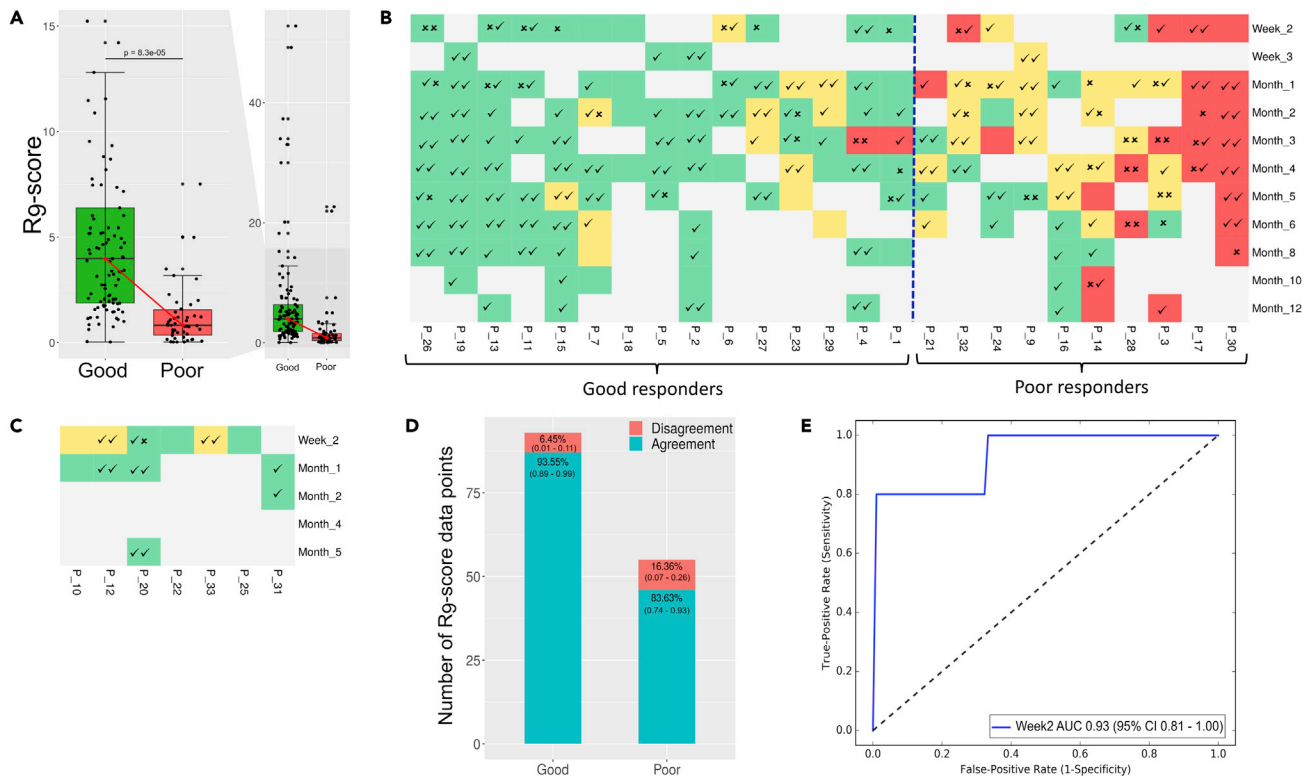 A
15
10
5
0
Rg-score
p = 8.3e-05
Good
Poor
40
20
0
Good
Poor
B
Week_2
Week_3
Month_1
Month_2
Month_3
Month_4
Month_5
Month_6
Month_8
Month_10
Month_12
P_26
P_19
P_13
P_11
P_15
P_7
P_18
P_5
P_2
P_6
P_27
P_23
P_29
P_4
P_1
P_21
P_32
P_24
P_9
P_16
P_14
P_28
P_3
P_17
P_30
Good responders
Poor responders
C
Week_2
Month_1
Month_2
Month_4
Month_5
P_10
P_12
P_20
P_22
P_33
P_25
P_31
D
Number of Rg-score data points
75
50
25
0
Disagreement
Agreement
6.45%
(0.01 - 0.11)
93.55%
(0.89 - 0.99)
16.36%
(0.07 - 0.26)
83.63%
(0.74 - 0.93)
Good
Poor
E
True-Positive Rate (Sensitivity)
1.0
0.8
0.6
0.4
0.2
0.0
Week2 AUC 0.93 (95% CI 0.81 - 1.00)
0.0
0.2
0.4
0.6
0.8
1.0
False-Positive Rate (1-Specificity)